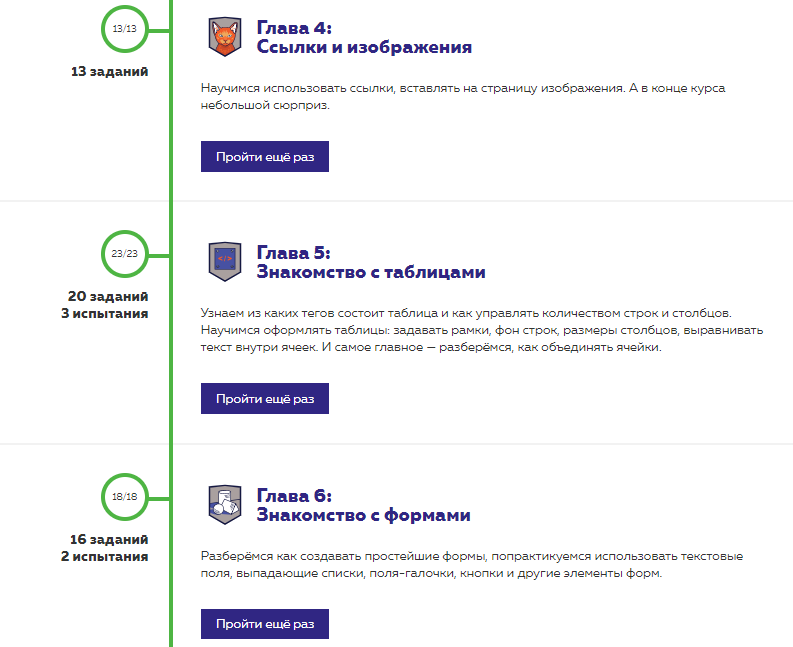 13/13
13 заданий
Глава 4:
Ссылки и изображения
Научимся использовать ссылки, вставлять на страницу изображения. А в конце курса
небольшой сюрприз.
Пройти ещё раз
23/23
20 заданий
3 испытания
</>
Глава 5:
Знакомство с таблицами
Узнаем из каких тегов состоит таблица и как управлять количеством строк и столбцов.
Научимся оформлять таблицы: задавать рамки, фон строк, размеры столбцов, выравнивать
текст внутри ячеек. И самое главное — разберёмся, как объединять ячейки.
Пройти ещё раз
18/18
16 заданий
2 испытания
Глава 6:
Знакомство с формами
Разберёмся как создавать простейшие формы, попрактикуемся использовать текстовые
поля, выпадающие списки, поля-галочки, кнопки и другие элементы форм.
Пройти ещё раз